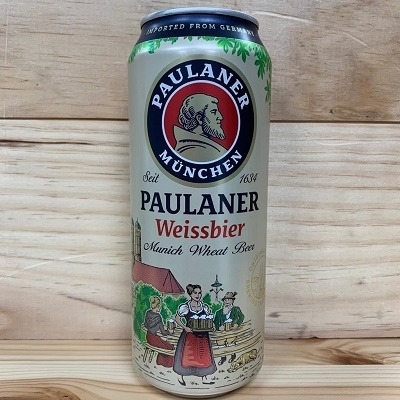 IMPORTED FROM GERMANY
PAULANER
MÜNCHEN
Seit 1634
PAULANER
Weissbier
Munich Wheat Beer